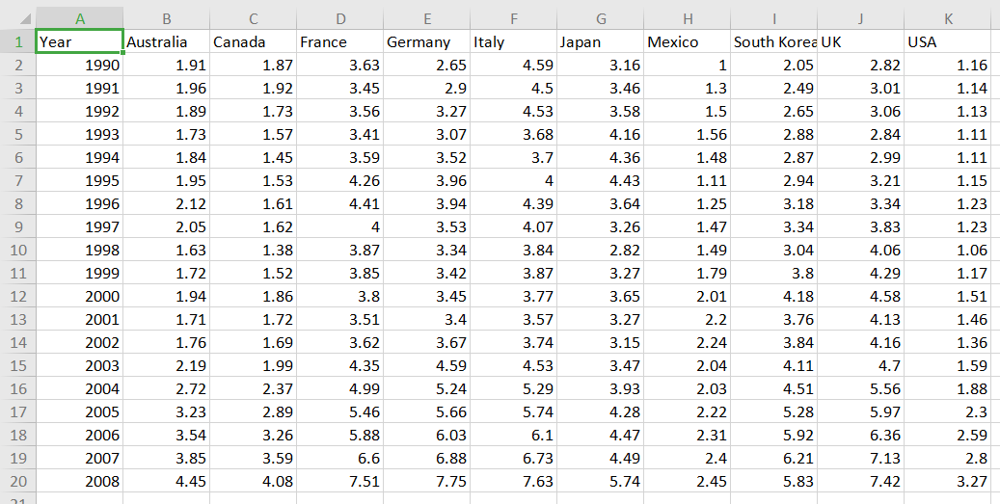 A B C D E F G H I J K
1 Year Australia Canada France Germany Italy Japan Mexico South Korea UK USA
2 1990 1.91 1.87 3.63 2.65 4.59 3.16 1 2.05 2.82 1.16
3 1991 1.96 1.92 3.45 2.9 4.5 3.46 1.3 2.49 3.01 1.14
4 1992 1.89 1.73 3.56 3.27 4.53 3.58 1.5 2.65 3.06 1.13
5 1993 1.73 1.57 3.41 3.07 3.68 4.16 1.56 2.88 2.84 1.11
6 1994 1.84 1.45 3.59 3.52 3.7 4.36 1.48 2.87 2.99 1.11
7 1995 1.95 1.53 4.26 3.96 4 4.43 1.11 2.94 3.21 1.15
8 1996 2.12 1.61 4.41 3.94 4.39 3.64 1.25 3.18 3.34 1.23
9 1997 2.05 1.62 4 3.53 4.07 3.26 1.47 3.34 3.83 1.23
10 1998 1.63 1.38 3.87 3.34 3.84 2.82 1.49 3.04 4.06 1.06
11 1999 1.72 1.52 3.85 3.42 3.87 3.27 1.79 3.8 4.29 1.17
12 2000 1.94 1.86 3.8 3.45 3.77 3.65 2.01 4.18 4.58 1.51
13 2001 1.71 1.72 3.51 3.4 3.57 3.27 2.2 3.76 4.13 1.46
14 2002 1.76 1.69 3.62 3.67 3.74 3.15 2.24 3.84 4.16 1.36
15 2003 2.19 1.99 4.35 4.59 4.53 3.47 2.04 4.11 4.7 1.59
16 2004 2.72 2.37 4.99 5.24 5.29 3.93 2.03 4.51 5.56 1.88
17 2005 3.23 2.89 5.46 5.66 5.74 4.28 2.22 5.28 5.97 2.3
18 2006 3.54 3.26 5.88 6.03 6.1 4.47 2.31 5.92 6.36 2.59
19 2007 3.85 3.59 6.6 6.88 6.73 4.49 2.4 6.21 7.13 2.8
20 2008 4.45 4.08 7.51 7.75 7.63 5.74 2.45 5.83 7.42 3.27
21